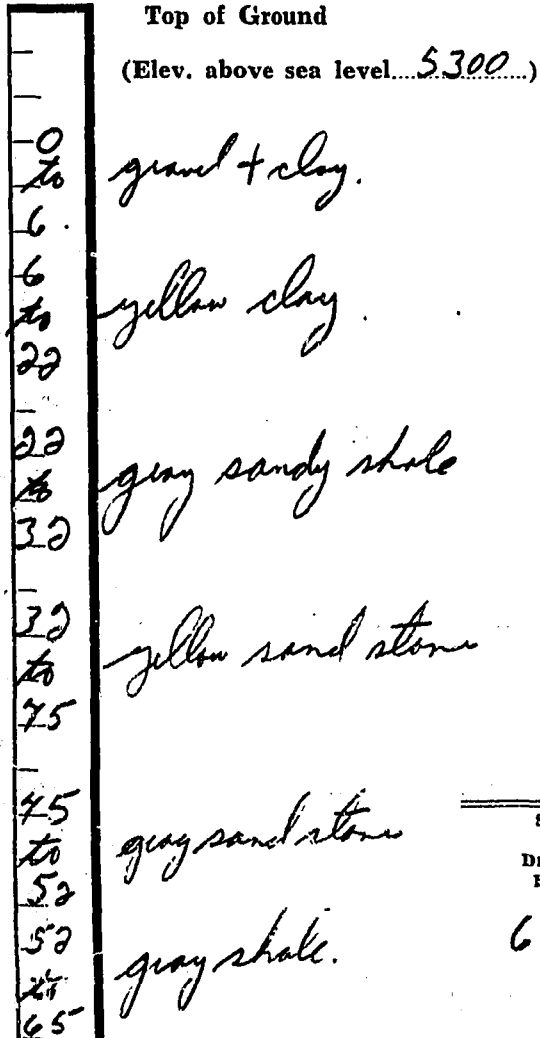 Top of Ground
(Elev. above sea level....5300....)
0
to gravel + clay.
6.
6
to yellow clay.
22
22
to gray sandy shale
32
32
to yellow sand stone
75
75
to gray sand stone
52
52
to gray shale.
65
6